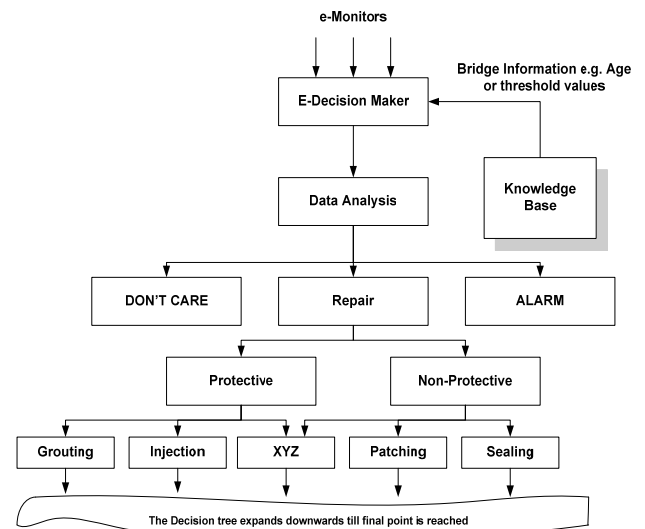 e-Monitors
Bridge Information e.g. Age
or threshold values
E-Decision Maker
Knowledge
Base
Data Analysis
DON'T CARE
Repair
ALARM
Protective
Non-Protective
Grouting
Injection
XYZ
Patching
Sealing
The Decision tree expands downwards till final point is reached